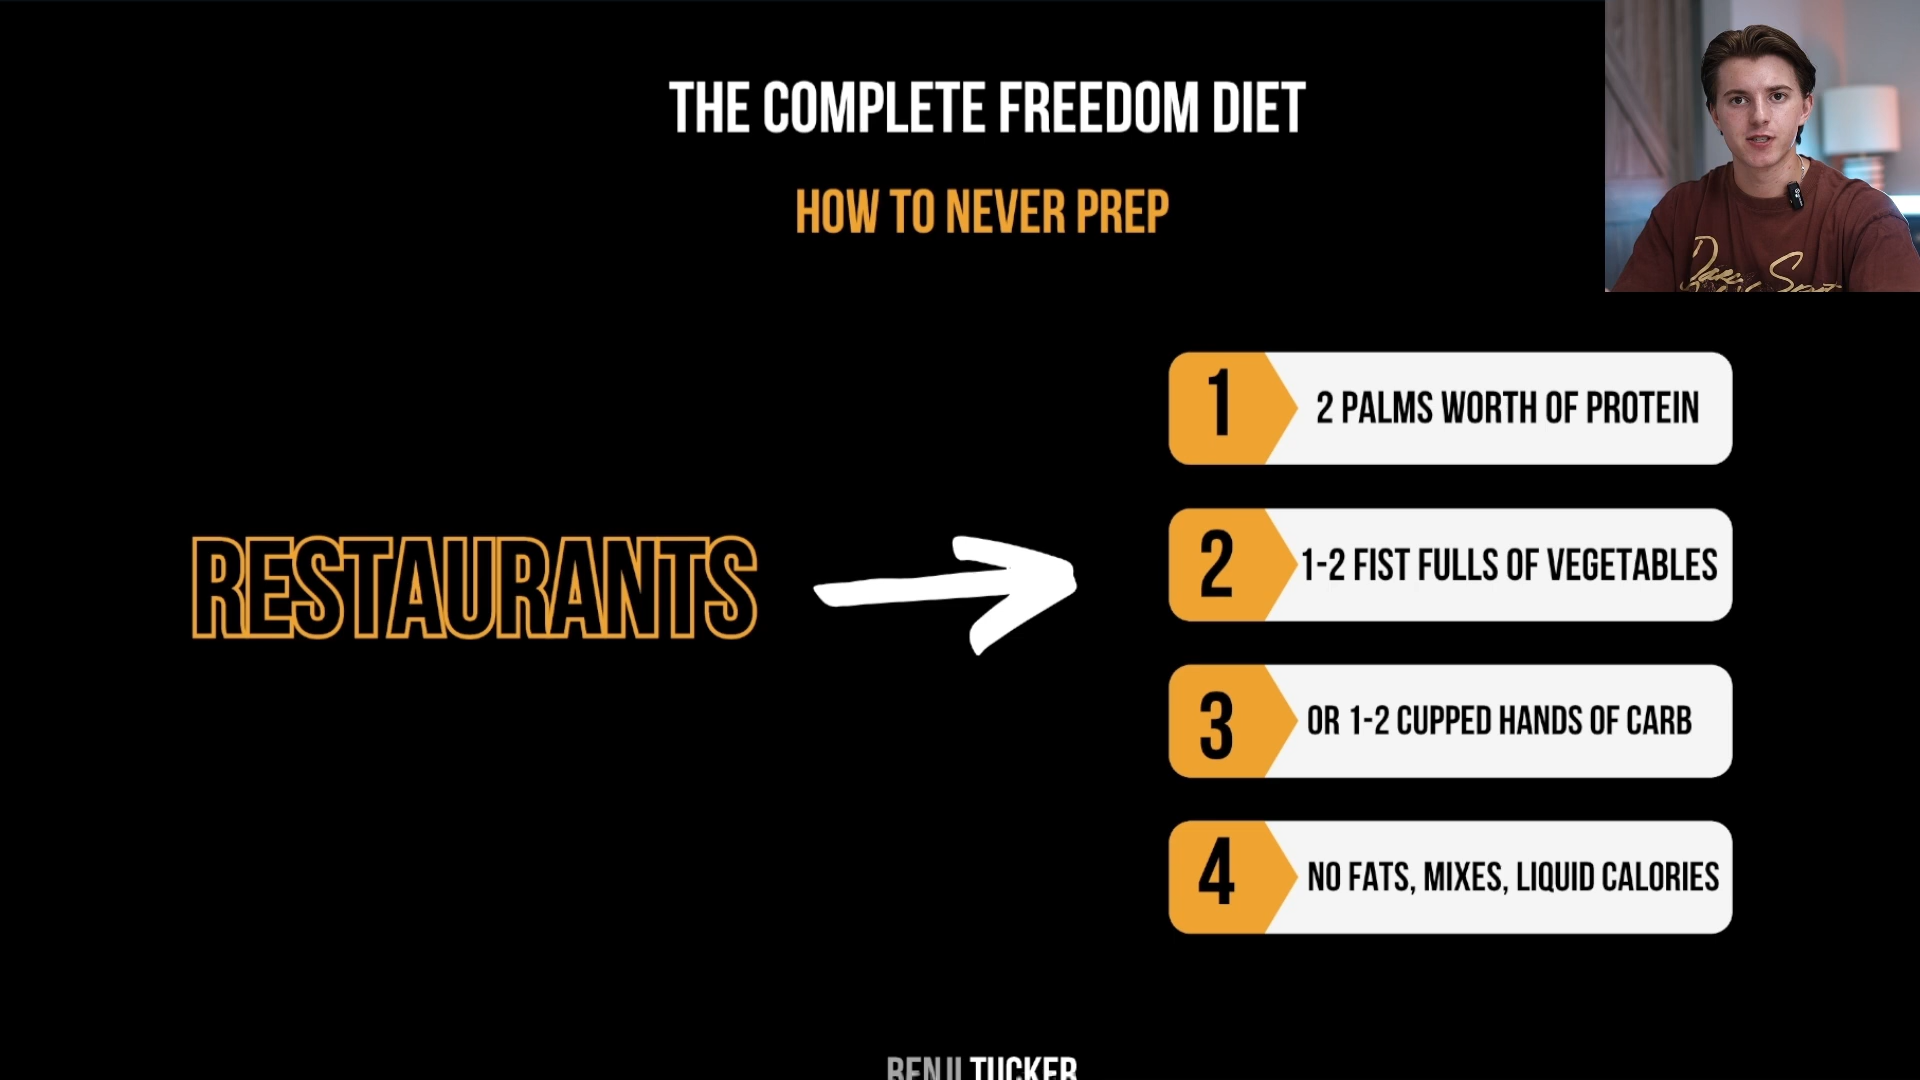 THE COMPLETE FREEDOM DIET
HOW TO NEVER PREP
RESTAURANTS
1 2 PALMS WORTH OF PROTEIN
2 1-2 FIST FULLS OF VEGETABLES
3 OR 1-2 CUPPED HANDS OF CARB
4 NO FATS, MIXES, LIQUID CALORIES
BENJI TUCKER